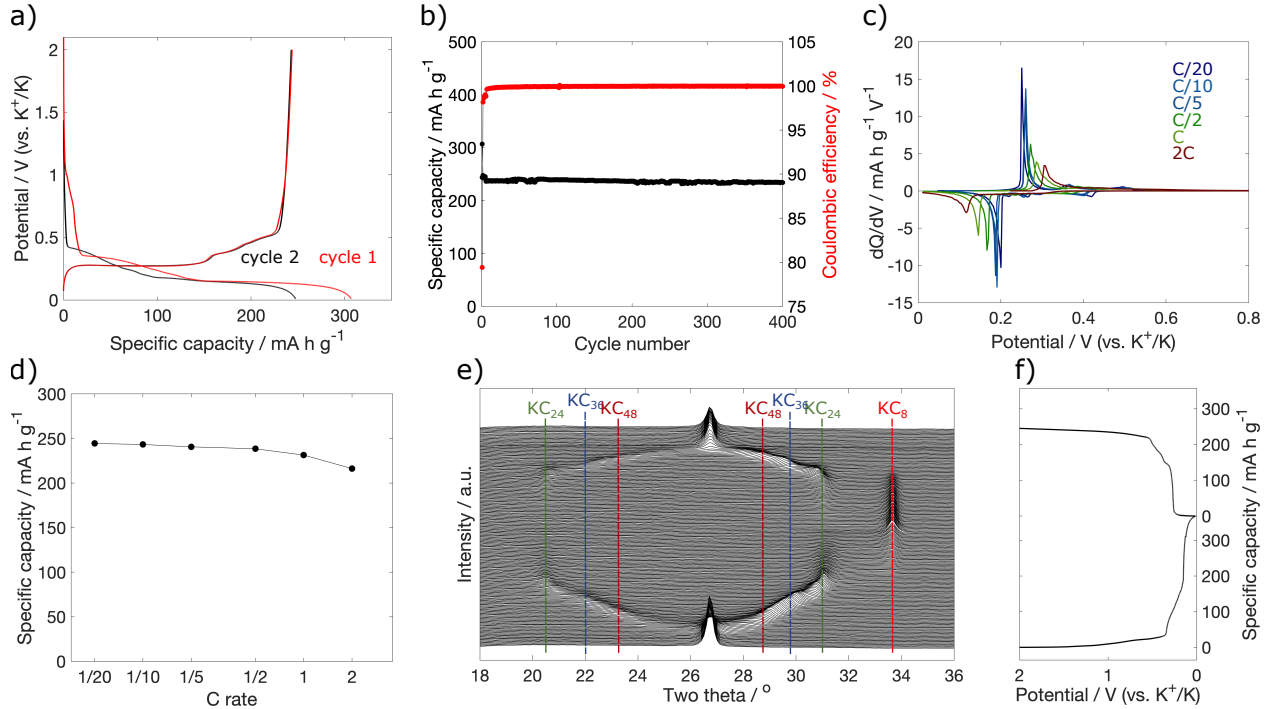 a)
2
1.5
1
0.5
0
0 100 200 300
Potential / V (vs. K⁺/K)
Specific capacity / mA h g⁻¹
cycle 2 cycle 1
b)
500
400
300
200
100
0
105
100
95
90
85
80
75
0 100 200 300 400
Specific capacity / mA h g⁻¹
Coulombic efficiency / %
Cycle number
c)
20
15
10
5
0
-5
-10
-15
0 0.2 0.4 0.6 0.8
dQ/dV / mA h g⁻¹ V⁻¹
Potential / V (vs. K⁺/K)
C/20
C/10
C/5
C/2
C
2C
d)
300
250
200
150
100
50
0
1/20 1/10 1/5 1/2 1 2
Specific capacity / mA h g⁻¹
C rate
e)
KC₂₄ KC₃₆ KC₄₈ KC₄₈ KC₃₆ KC₂₄ KC₈
Intensity / a.u.
18 20 22 24 26 28 30 32 34 36
Two theta / °
f)
300
200
100
0
300
200
100
0
2 1 0
Potential / V (vs. K⁺/K)
Specific capacity / mA h g⁻¹